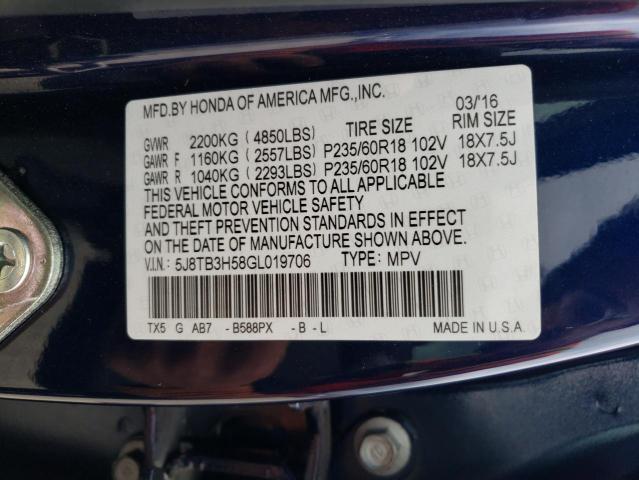 MFD.BY HONDA OF AMERICA MFG.,INC. 03/'16
GVWR 2200KG (4850LBS) TIRE SIZE RIM SIZE
GAWR F 1160KG (2557LBS) P235/60R18 102V 18X7.5J
GAWR R 1040KG (2293LBS) P235/60R18 102V 18X7.5J
THIS VEHICLE CONFORMS TO ALL APPLICABLE
FEDERAL MOTOR VEHICLE SAFETY
AND THEFT PREVENTION STANDARDS IN EFFECT
ON THE DATE OF MANUFACTURE SHOWN ABOVE.
V.I.N: 5J8TB3H58GL019706 TYPE: MPV
TX5 G AB7 -B588PX -B -L MADE IN U.S.A.